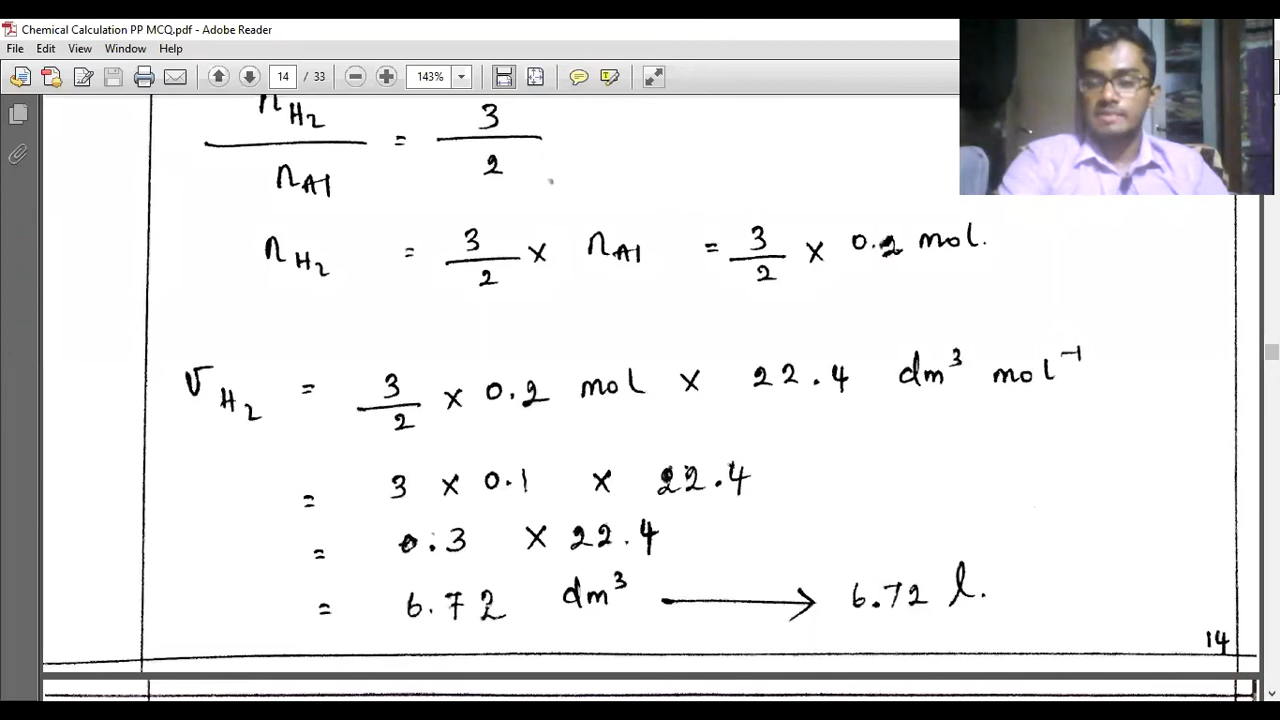 Chemical Calculation PP MCQ.pdf - Adobe Reader
File Edit View Window Help
14 / 33 143%
n H₂ / n Al = 3 / 2
n H₂ = 3/2 × n Al = 3/2 × 0.2 mol.
V H₂ = 3/2 × 0.2 mol × 22.4 dm³ mol⁻¹
= 3 × 0.1 × 22.4
= 0.3 × 22.4
= 6.72 dm³ ⟶ 6.72 l.
14